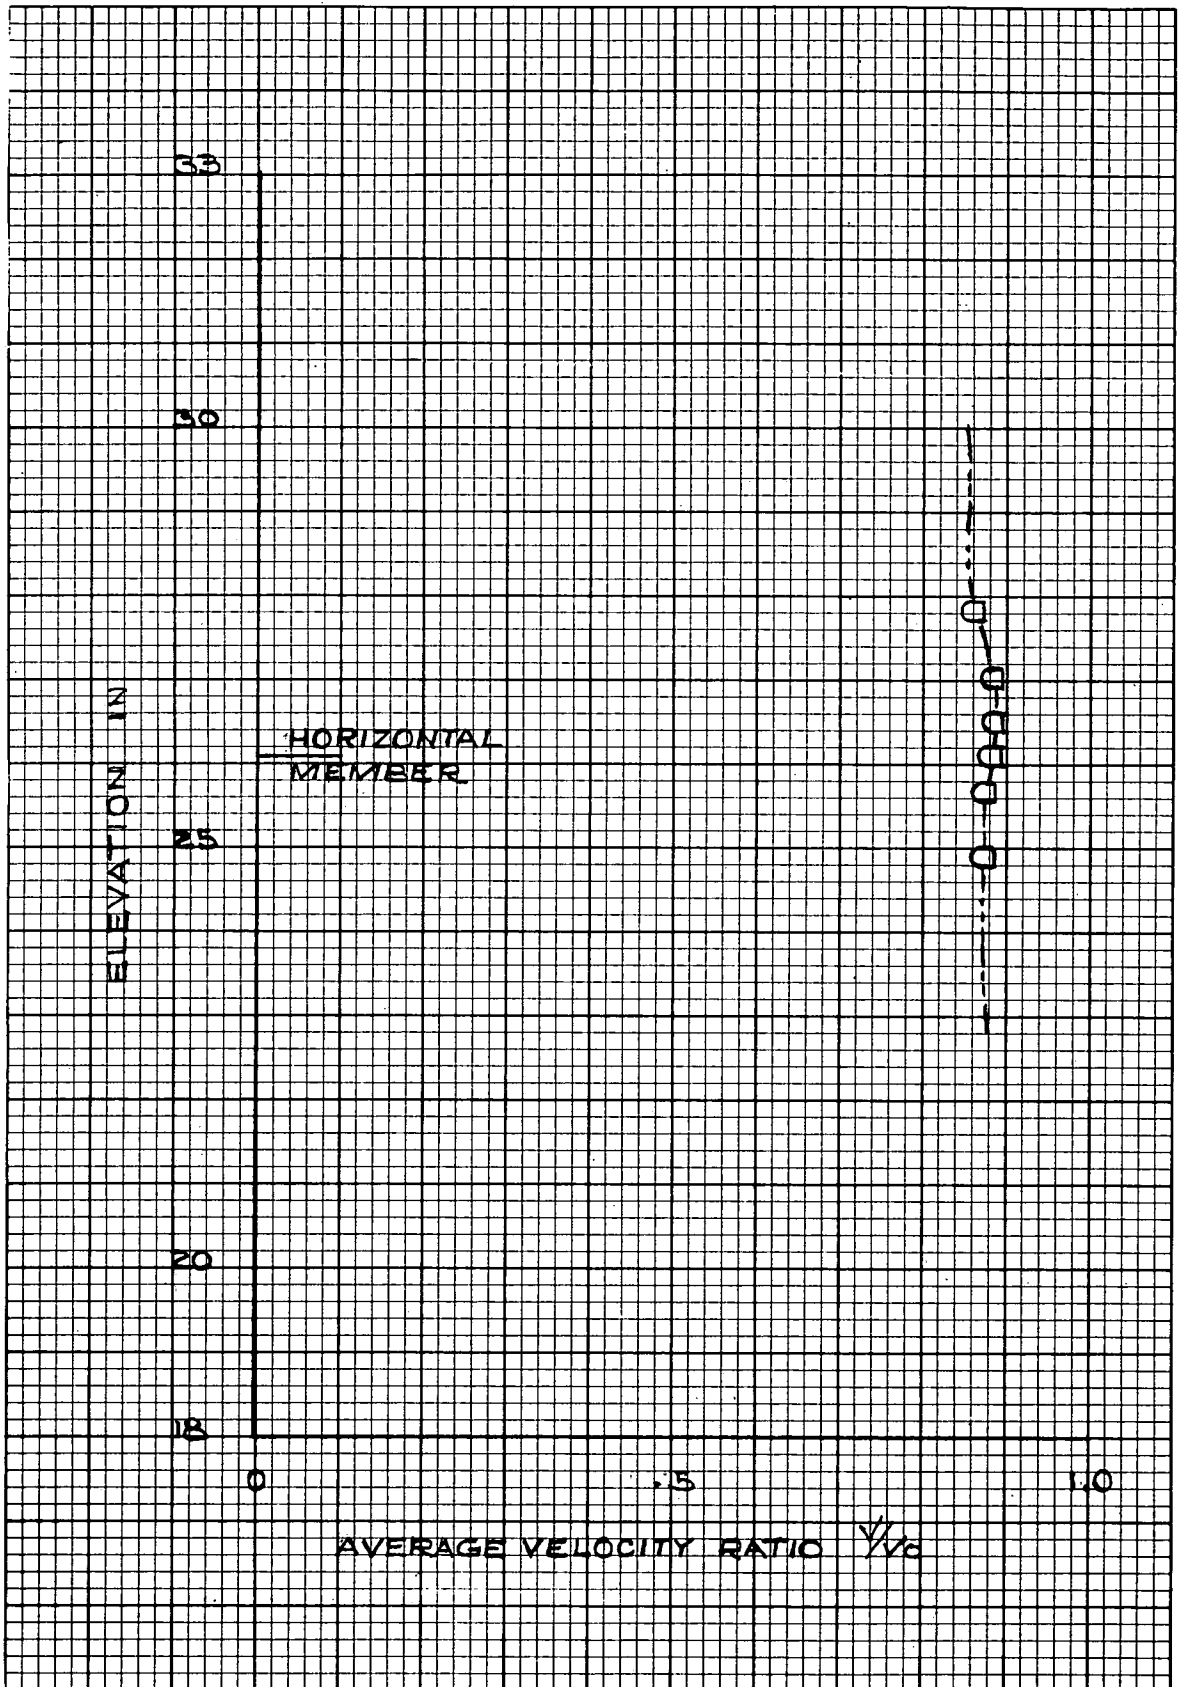 33
30
ELEVATION IN
HORIZONTAL
MEMBER
25
20
18
0 .5 1.0
AVERAGE VELOCITY RATIO V/Vo